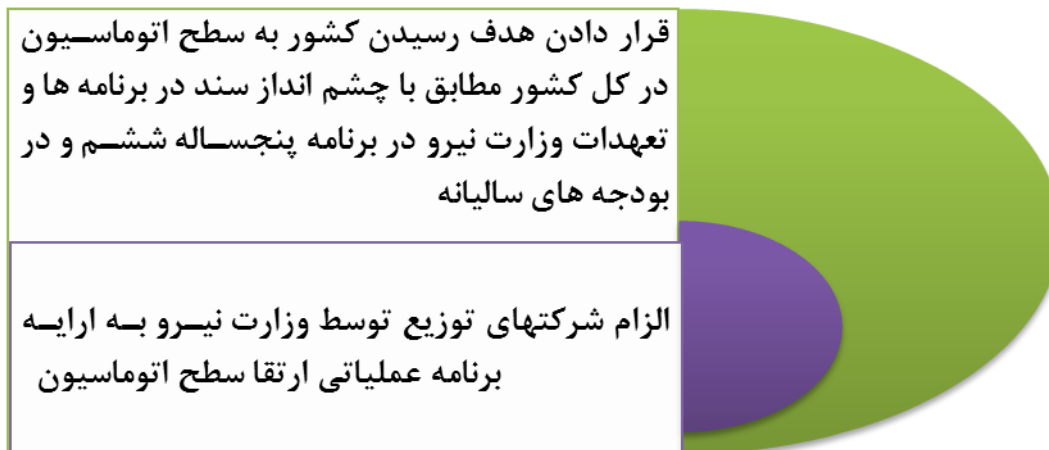 قرار دادن هدف رسیدن کشور به سطح اتوماسیون
در کل کشور مطابق با چشم انداز سند در برنامه ها و
تعهدات وزارت نیرو در برنامه پنجساله ششم و در
بودجه های سالیانه
الزام شرکتهای توزیع توسط وزارت نیرو به ارایه
برنامه عملیاتی ارتقا سطح اتوماسیون